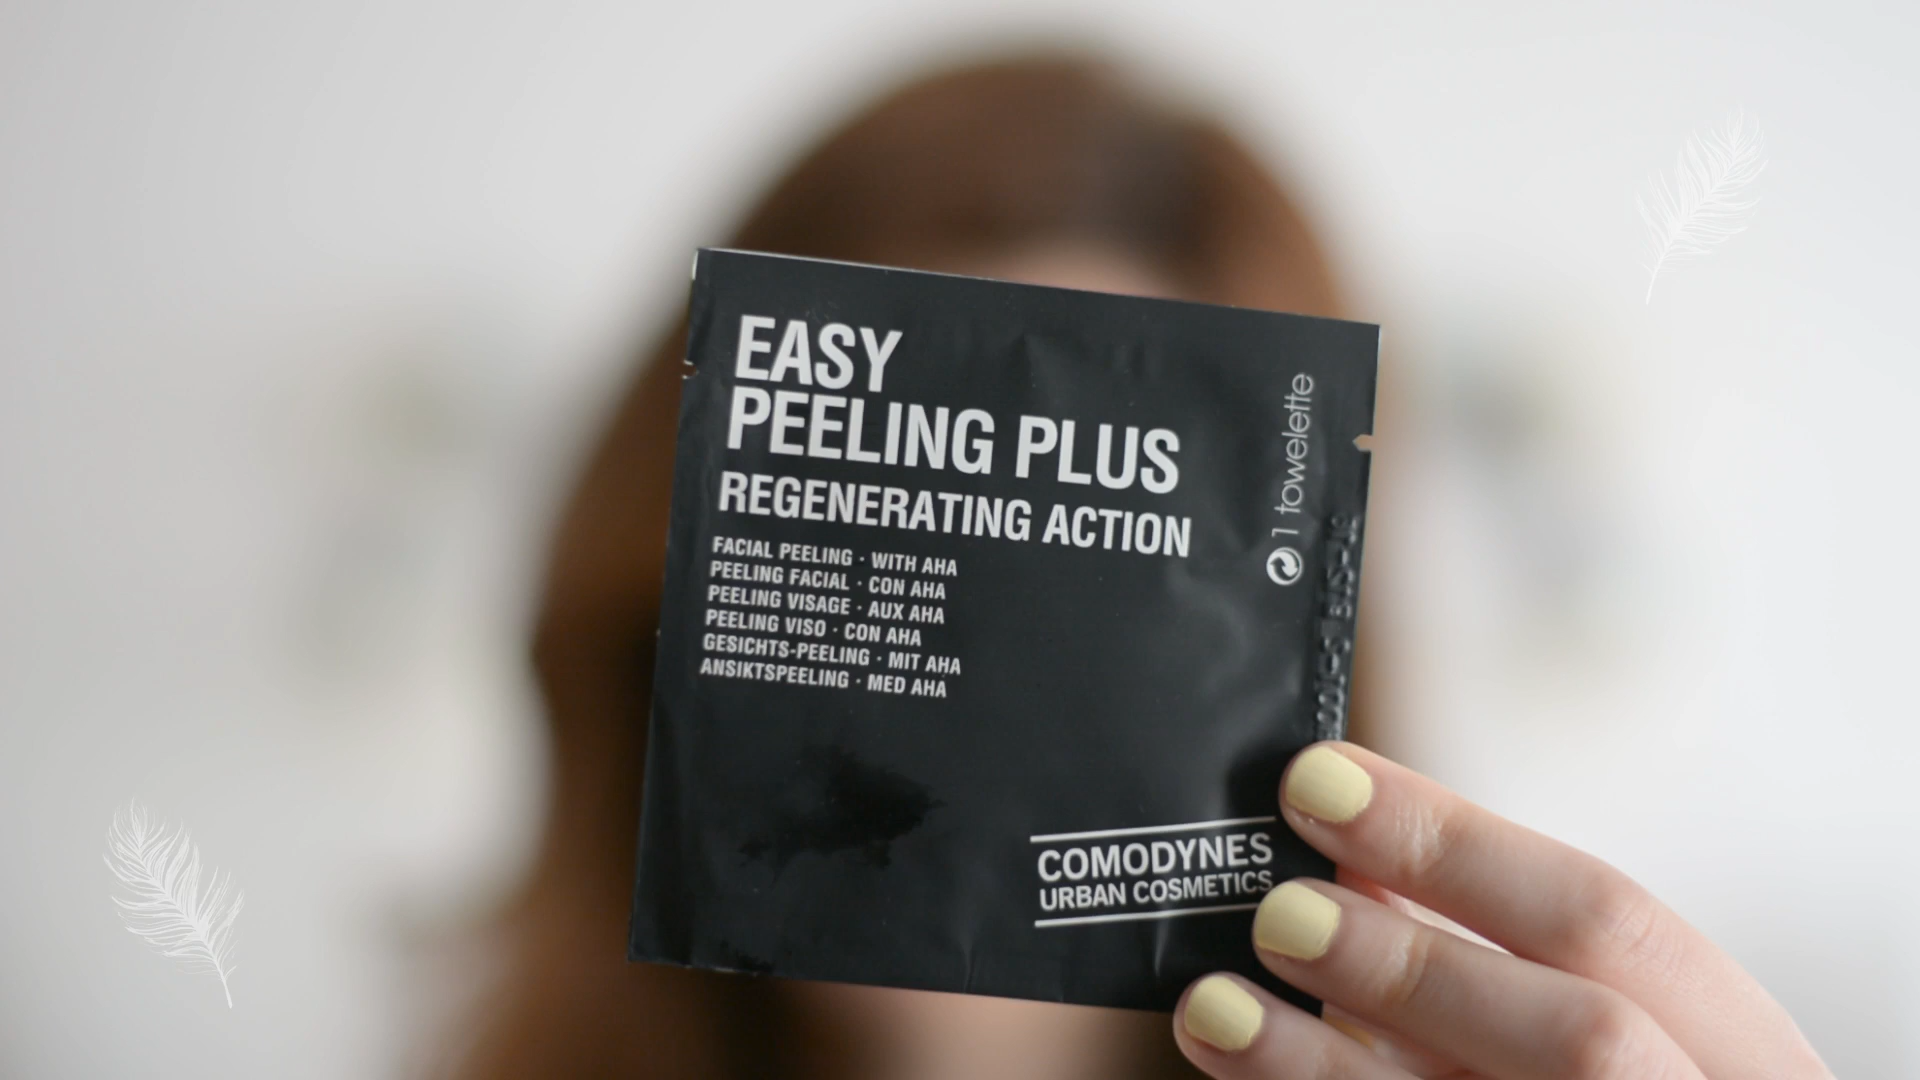 EASY
PEELING PLUS
REGENERATING ACTION
FACIAL PEELING · WITH AHA
PEELING FACIAL · CON AHA
PEELING VISAGE · AUX AHA
PEELING VISO · CON AHA
GESICHTS-PEELING · MIT AHA
ANSIKTSPEELING · MED AHA
1 towelette
COMODYNES
URBAN COSMETICS